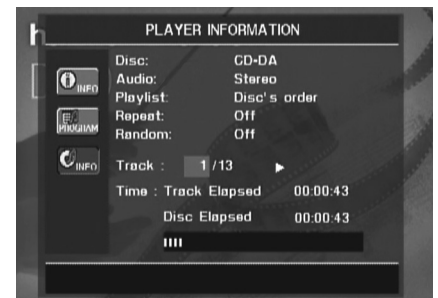 h
PLAYER INFORMATION
Disc: CD-DA
INFO
Audio: Stereo
Playlist: Disc's order
PROGRAM
Repeat: Off
Random: Off
INFO
Track : 1 /13
Time : Track Elapsed 00:00:43
Disc Elapsed 00:00:43